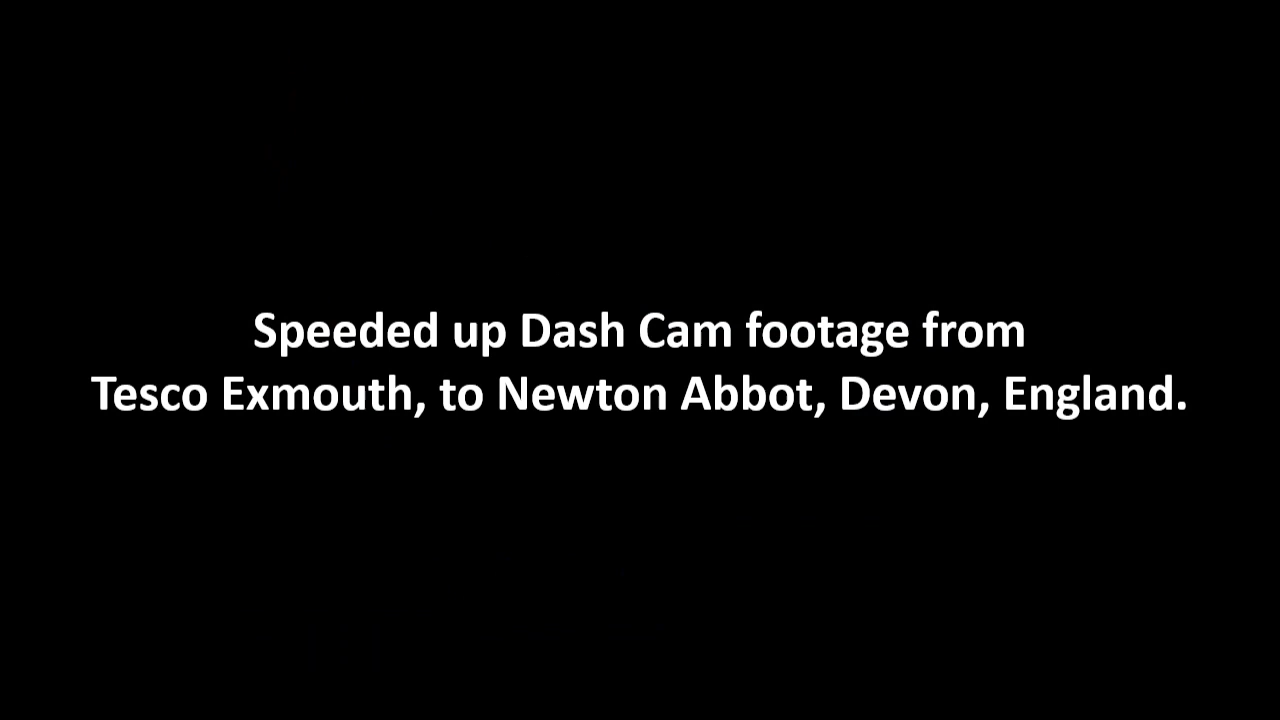 Speeded up Dash Cam footage from
Tesco Exmouth, to Newton Abbot, Devon, England.